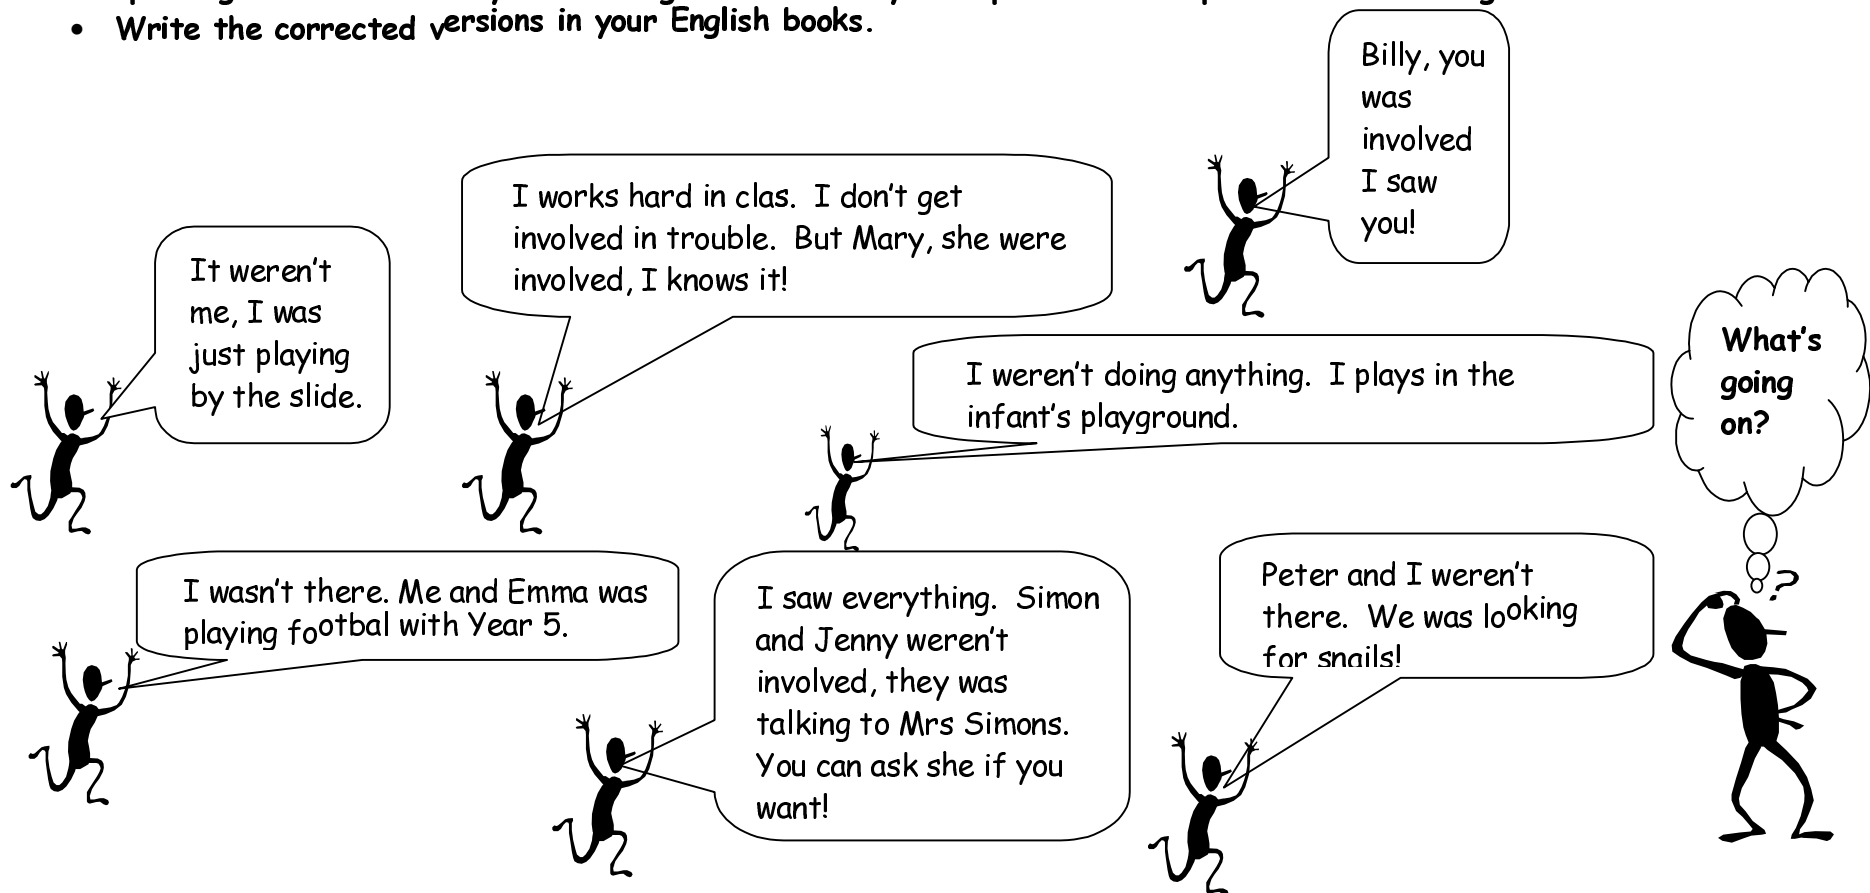 • Write the corrected versions in your English books.
Billy, you
was
involved
I saw
you!
I works hard in clas. I don't get
involved in trouble. But Mary, she were
involved, I knows it!
It weren't
me, I was
just playing
by the slide.
I weren't doing anything. I plays in the
infant's playground.
What's
going
on?
I wasn't there. Me and Emma was
playing footbal with Year 5.
I saw everything. Simon
and Jenny weren't
involved, they was
talking to Mrs Simons.
You can ask she if you
want!
Peter and I weren't
there. We was looking
for snails!
?